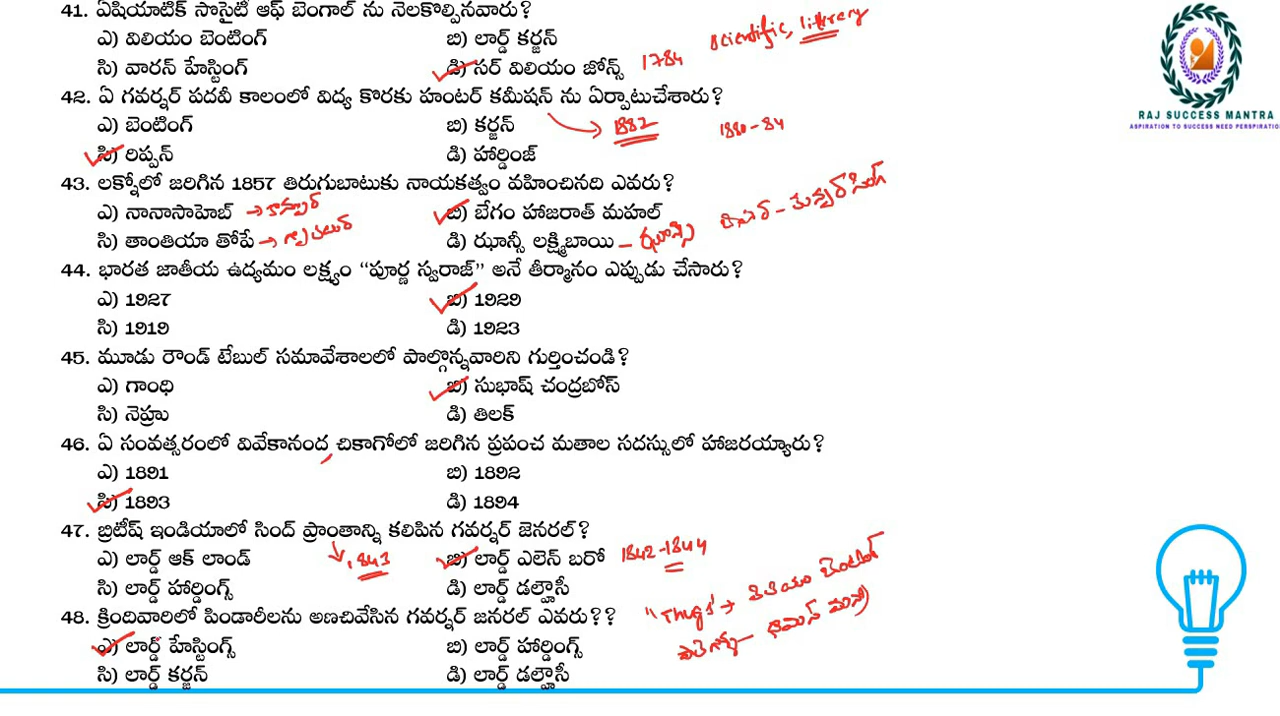 41. ఏషియాటిక్ సొసైటీ ఆఫ్ బెంగాల్ ను నెలకొల్పినవారు?
ఎ) విలియం బెంటింగ్ బి) లార్డ్ కర్జన్ scientific, literary
సి) వారన్ హేస్టింగ్ డి) సర్ విలియం జోన్స్ 1784
42. ఏ గవర్నర్ పదవీ కాలంలో విద్య కొరకు హంటర్ కమీషన్ ను ఏర్పాటుచేశారు?
ఎ) బెంటింగ్ బి) కర్జన్ 1882 1880-84
సి) రిప్పన్ డి) హార్డింజ్
43. లక్నోలో జరిగిన 1857 తిరుగుబాటుకు నాయకత్వం వహించినది ఎవరు?
ఎ) నానాసాహెబ్ → కాన్పూర్ బి) బేగం హాజరాత్ మహల్
సి) తాంతియా తోపే → డి) ఝాన్సీ లక్ష్మిబాయి - ఝాన్సీ
44. భారత జాతీయ ఉద్యమం లక్ష్యం "పూర్ణ స్వరాజ్" అనే తీర్మానం ఎప్పుడు చేసారు?
ఎ) 1927 బి) 1929
సి) 1919 డి) 1923
45. మూడు రౌండ్ టేబుల్ సమావేశాలలో పాల్గొన్నవారిని గుర్తించండి?
ఎ) గాంధి బి) సుభాష్ చంద్రబోస్
సి) నెహ్రు డి) తిలక్
46. ఏ సంవత్సరంలో వివేకానంద చికాగోలో జరిగిన ప్రపంచ మతాల సదస్సులో హాజరయ్యారు?
ఎ) 1891 బి) 1892
సి) 1893 డి) 1894
47. బ్రిటీష్ ఇండియాలో సింద్ ప్రాంతాన్ని కలిపిన గవర్నర్ జెనరల్?
ఎ) లార్డ్ ఆక్ లాండ్ 1843 బి) లార్డ్ ఎలెన్ బరో 1842-1844
సి) లార్డ్ హార్డింగ్స్ డి) లార్డ్ డల్హౌసీ
48. క్రిందివారిలో పిండారీలను అణచివేసిన గవర్నర్ జనరల్ ఎవరు?? "Thugs" → విలియం బెంటింగ్
ఎ) లార్డ్ హేస్టింగ్స్ బి) లార్డ్ హార్డింగ్స్
సి) లార్డ్ కర్జన్ డి) లార్డ్ డల్హౌసీ
RAJ SUCCESS MANTRA
ASPIRATION TO SUCCESS NEED PERSPIRATIO